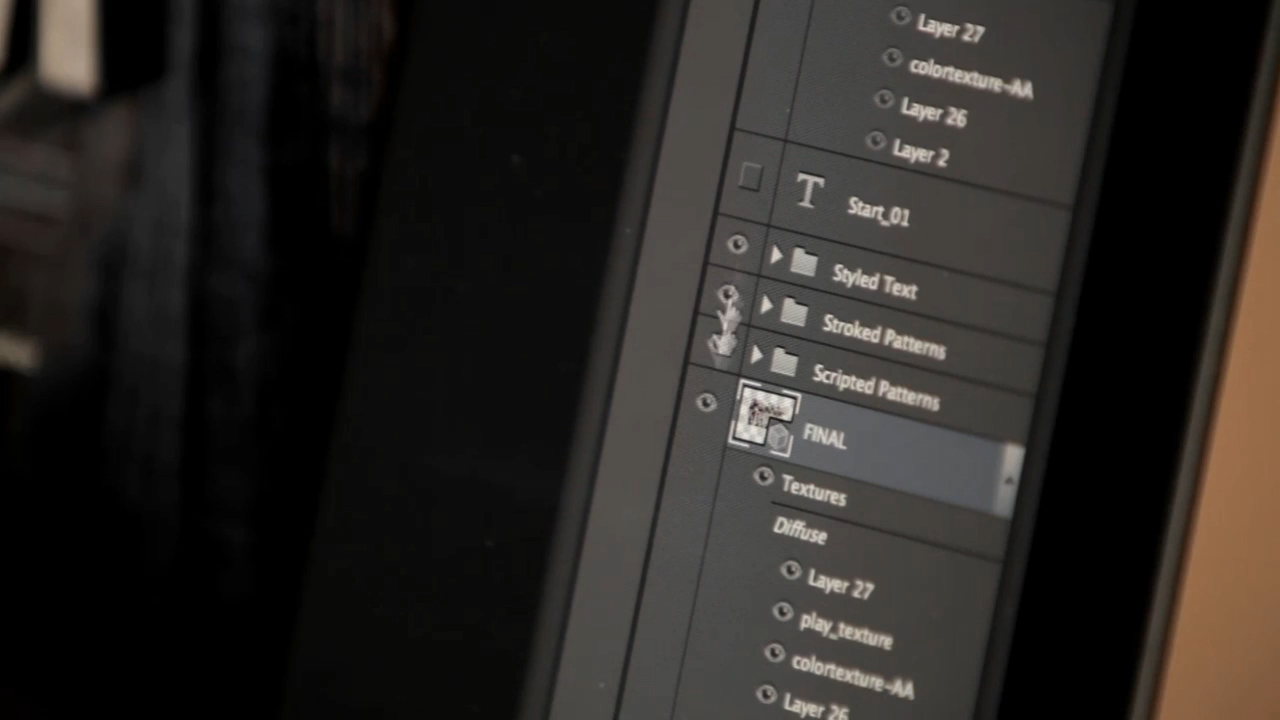 Layer 27
colortexture-AA
Layer 26
Layer 2
T
Start_01
Styled Text
Stroked Patterns
Scripted Patterns
FINAL
Textures
Diffuse
Layer 27
play_texture
colortexture-AA
Layer 26